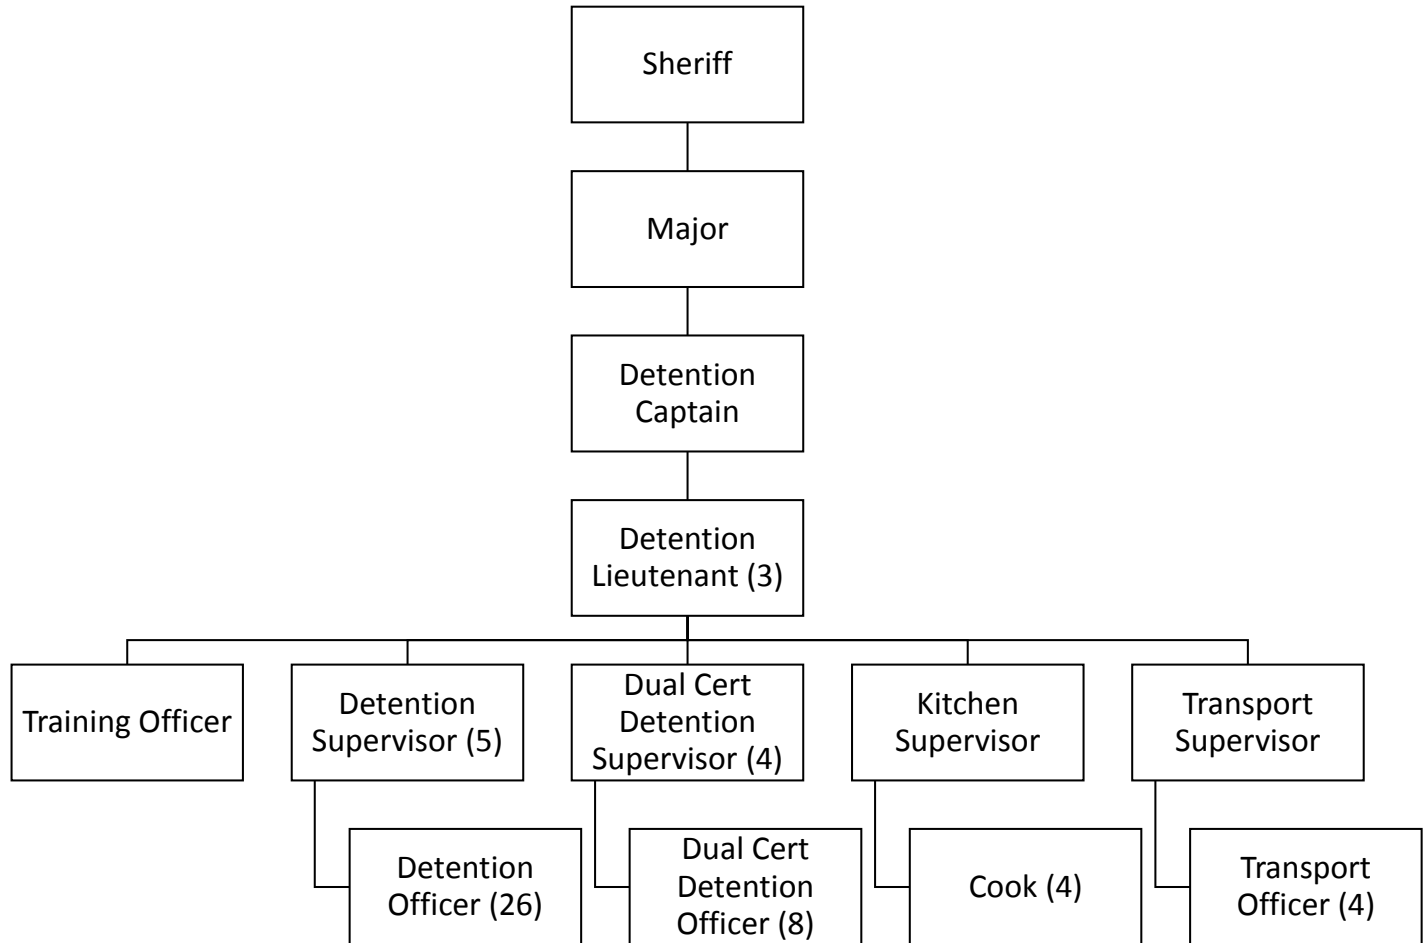 Sheriff
Major
Detention
Captain
Detention
Lieutenant (3)
Training Officer
Detention
Supervisor (5)
Dual Cert
Detention
Supervisor (4)
Kitchen
Supervisor
Transport
Supervisor
Detention
Officer (26)
Dual Cert
Detention
Officer (8)
Cook (4)
Transport
Officer (4)